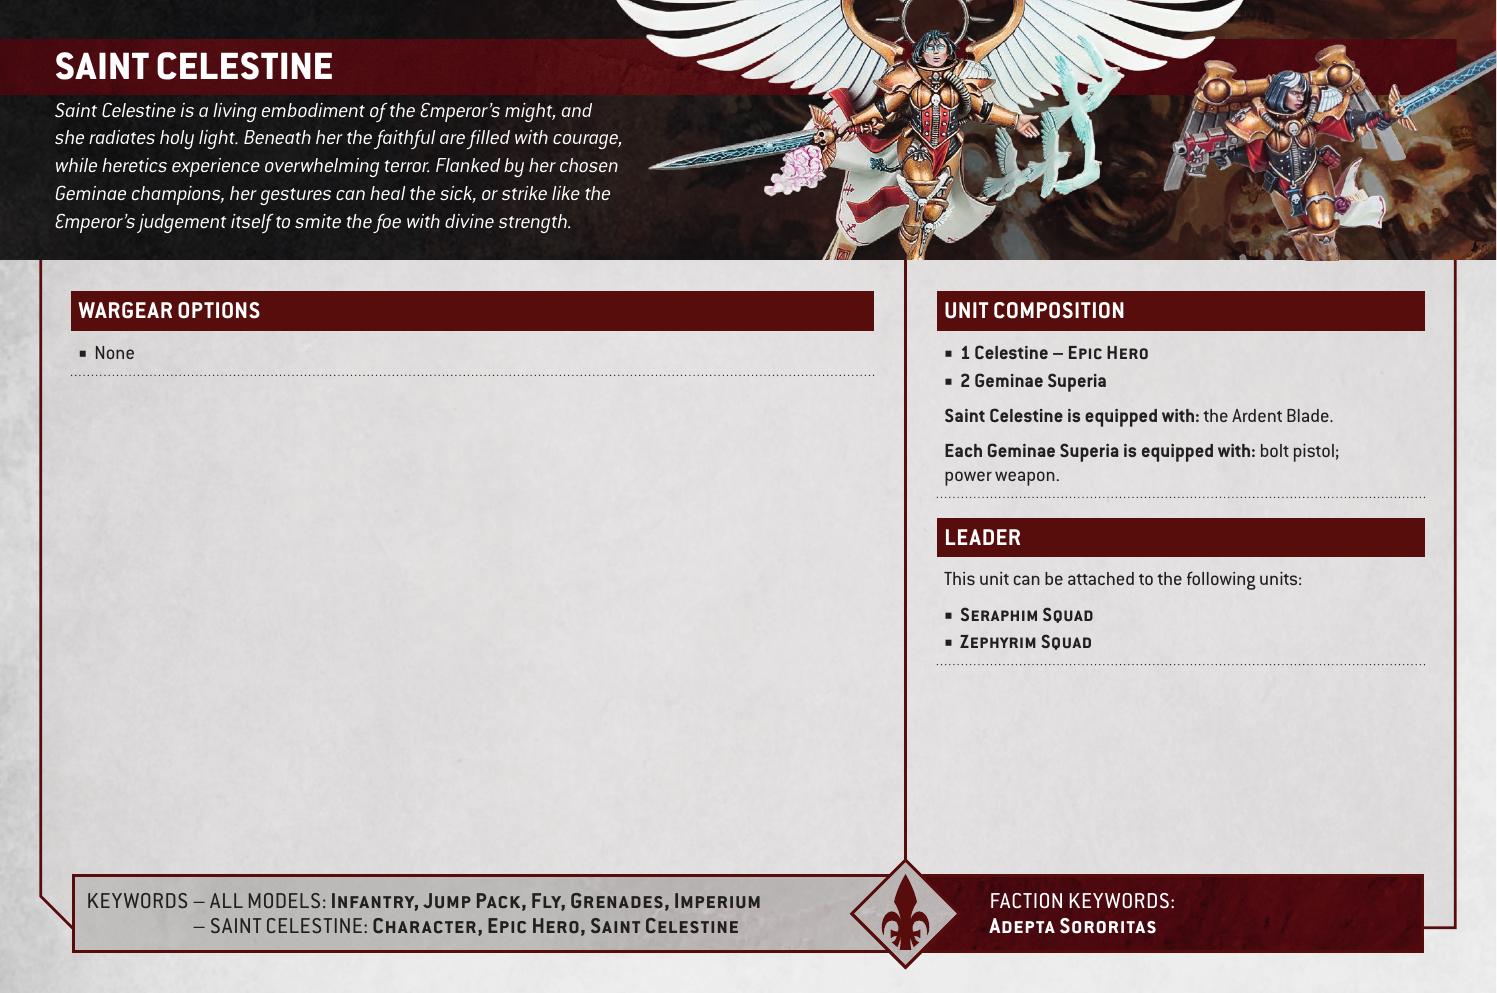 SAINT CELESTINE
Saint Celestine is a living embodiment of the Emperor's might, and
she radiates holy light. Beneath her the faithful are filled with courage,
while heretics experience overwhelming terror. Flanked by her chosen
Geminae champions, her gestures can heal the sick, or strike like the
Emperor's judgement itself to smite the foe with divine strength.
WARGEAR OPTIONS
■ None
UNIT COMPOSITION
■ 1 Celestine – Epic Hero
■ 2 Geminae Superia
Saint Celestine is equipped with: the Ardent Blade.
Each Geminae Superia is equipped with: bolt pistol;
power weapon.
LEADER
This unit can be attached to the following units:
■ Seraphim Squad
■ Zephyrim Squad
KEYWORDS – ALL MODELS: Infantry, Jump Pack, Fly, Grenades, Imperium
– SAINT CELESTINE: Character, Epic Hero, Saint Celestine
FACTION KEYWORDS:
Adepta Sororitas